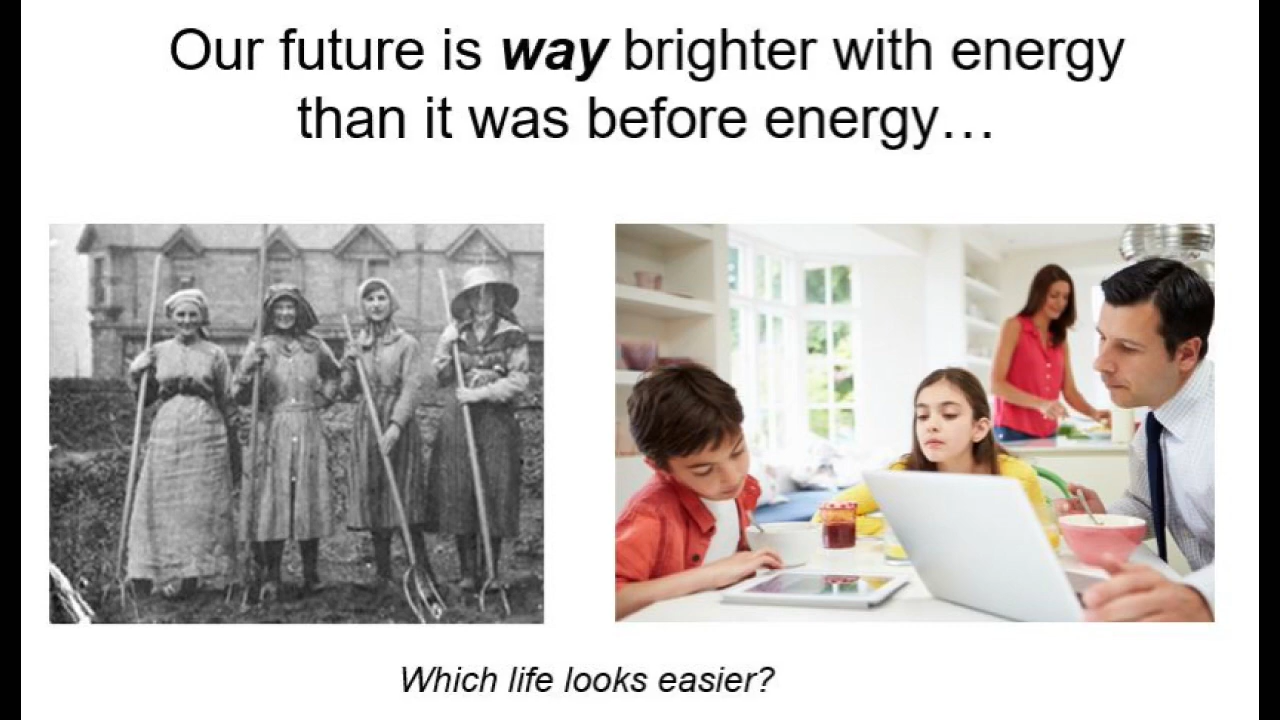 Our future is way brighter with energy
than it was before energy…
Which life looks easier?